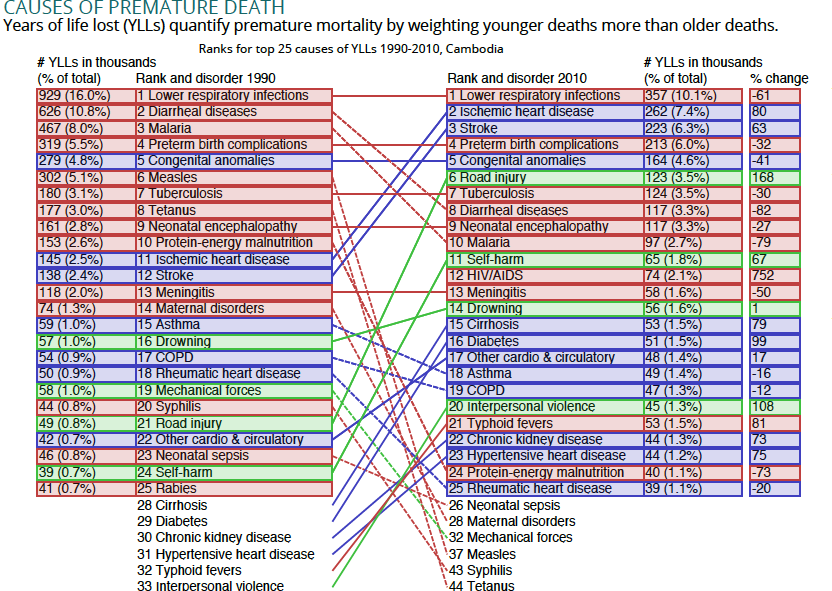 CAUSES OF PREMATURE DEATH
Years of life lost (YLLs) quantify premature mortality by weighting younger deaths more than older deaths.
Ranks for top 25 causes of YLLs 1990-2010, Cambodia
# YLLs in thousands # YLLs in thousands
(% of total) Rank and disorder 1990 Rank and disorder 2010 (% of total) % change
929 (16.0%) 1 Lower respiratory infections 1 Lower respiratory infections 357 (10.1%) -61
626 (10.8%) 2 Diarrheal diseases 2 Ischemic heart disease 262 (7.4%) 80
467 (8.0%) 3 Malaria 3 Stroke 223 (6.3%) 63
319 (5.5%) 4 Preterm birth complications 4 Preterm birth complications 213 (6.0%) -32
279 (4.8%) 5 Congenital anomalies 5 Congenital anomalies 164 (4.6%) -41
302 (5.1%) 6 Measles 6 Road injury 123 (3.5%) 168
180 (3.1%) 7 Tuberculosis 7 Tuberculosis 124 (3.5%) -30
177 (3.0%) 8 Tetanus 8 Diarrheal diseases 117 (3.3%) -82
161 (2.8%) 9 Neonatal encephalopathy 9 Neonatal encephalopathy 117 (3.3%) -27
153 (2.6%) 10 Protein-energy malnutrition 10 Malaria 97 (2.7%) -79
145 (2.5%) 11 Ischemic heart disease 11 Self-harm 65 (1.8%) 67
138 (2.4%) 12 Stroke 12 HIV/AIDS 74 (2.1%) 752
118 (2.0%) 13 Meningitis 13 Meningitis 58 (1.6%) -50
74 (1.3%) 14 Maternal disorders 14 Drowning 56 (1.6%) 1
59 (1.0%) 15 Asthma 15 Cirrhosis 53 (1.5%) 79
57 (1.0%) 16 Drowning 16 Diabetes 51 (1.5%) 99
54 (0.9%) 17 COPD 17 Other cardio & circulatory 48 (1.4%) 17
50 (0.9%) 18 Rheumatic heart disease 18 Asthma 49 (1.4%) -16
58 (1.0%) 19 Mechanical forces 19 COPD 47 (1.3%) -12
44 (0.8%) 20 Syphilis 20 Interpersonal violence 45 (1.3%) 108
49 (0.8%) 21 Road injury 21 Typhoid fevers 53 (1.5%) 81
42 (0.7%) 22 Other cardio & circulatory 22 Chronic kidney disease 44 (1.3%) 73
46 (0.8%) 23 Neonatal sepsis 23 Hypertensive heart disease 44 (1.2%) 75
39 (0.7%) 24 Self-harm 24 Protein-energy malnutrition 40 (1.1%) -73
41 (0.7%) 25 Rabies 25 Rheumatic heart disease 39 (1.1%) -20
28 Cirrhosis 26 Neonatal sepsis
29 Diabetes 28 Maternal disorders
30 Chronic kidney disease 32 Mechanical forces
31 Hypertensive heart disease 37 Measles
32 Typhoid fevers 43 Syphilis
33 Interpersonal violence 44 Tetanus